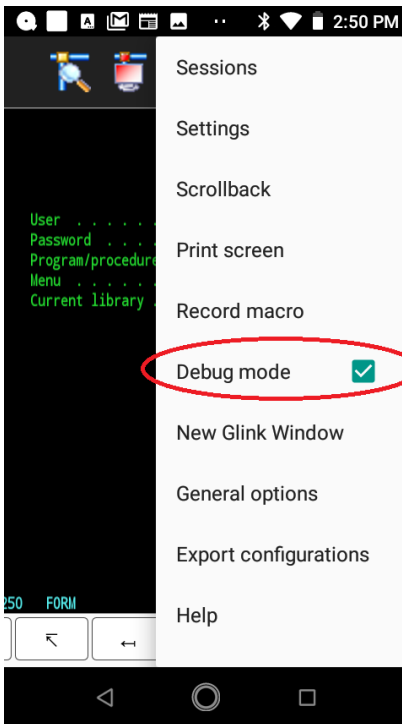 2:50 PM
Sessions
Settings
Scrollback
Print screen
Record macro
Debug mode
New Glink Window
General options
Export configurations
Help
User . . . . .
Password . . . .
Program/procedure
Menu . . . . . .
Current library .
250 FORM